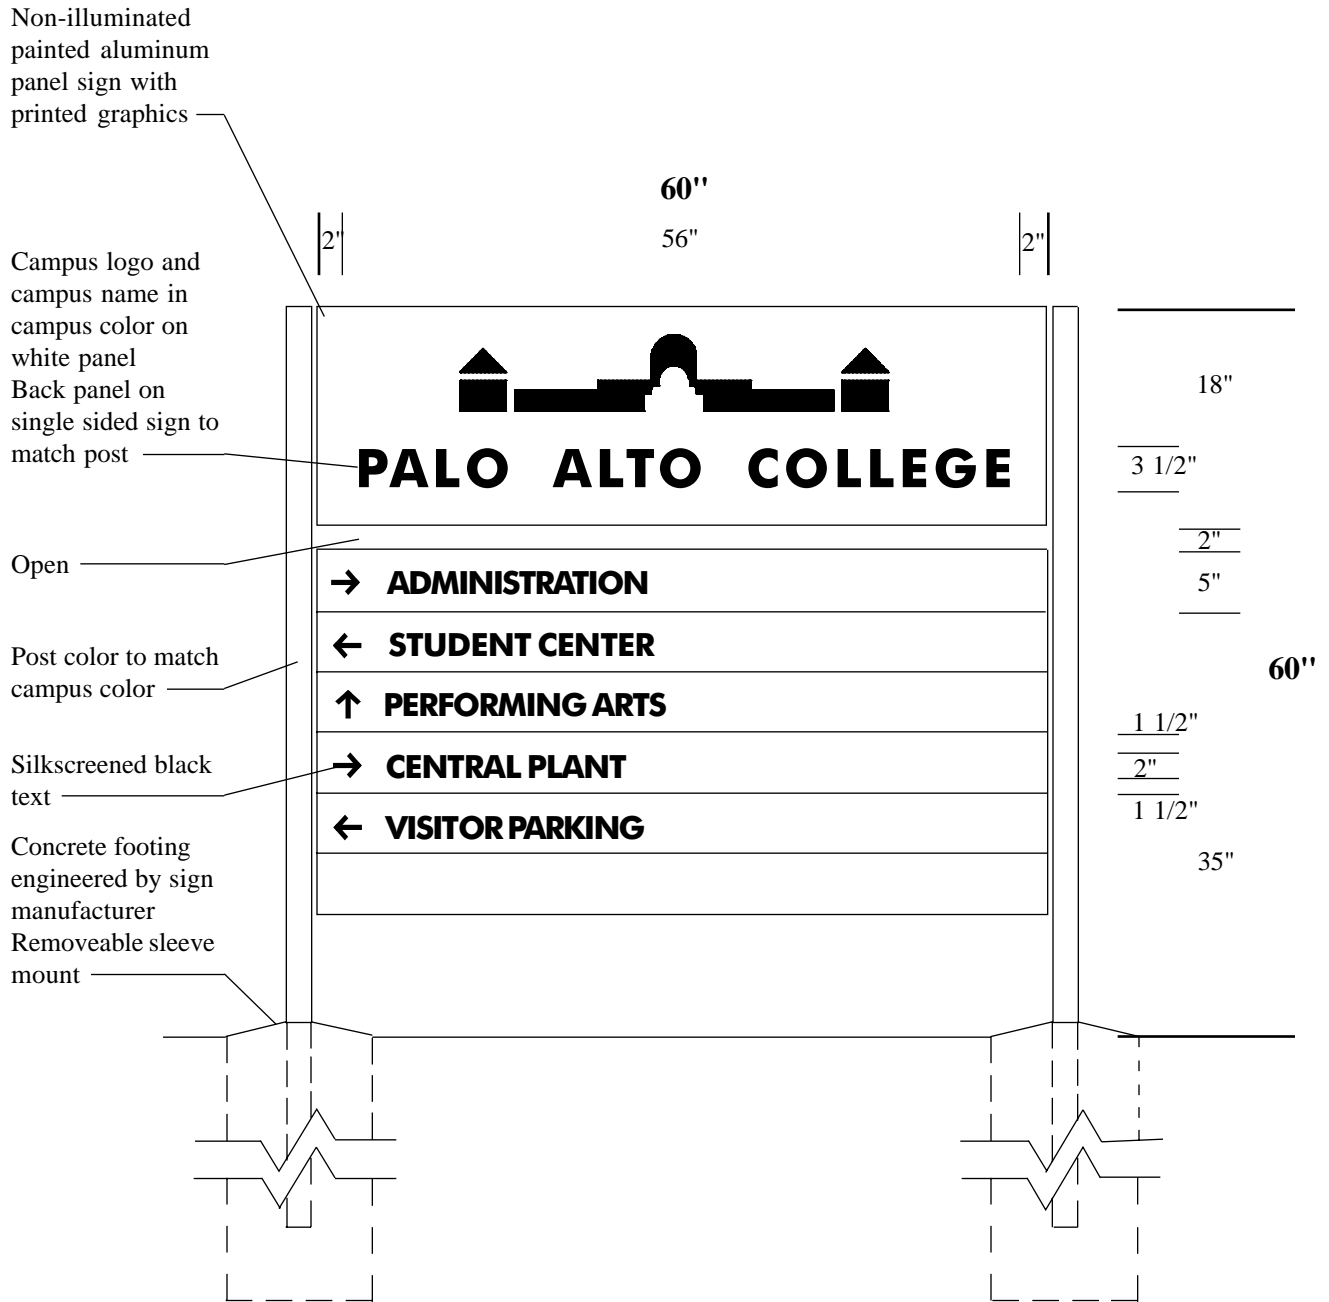 Non-illuminated
painted aluminum
panel sign with
printed graphics
60"
2"
56"
2"
Campus logo and
campus name in
campus color on
white panel
Back panel on
single sided sign to
match post
PALO ALTO COLLEGE
18"
3 1/2"
Open
2"
→ ADMINISTRATION
5"
← STUDENT CENTER
Post color to match
campus color
60"
↑ PERFORMING ARTS
1 1/2"
Silkscreened black
text
→ CENTRAL PLANT
2"
1 1/2"
← VISITOR PARKING
35"
Concrete footing
engineered by sign
manufacturer
Removeable sleeve
mount